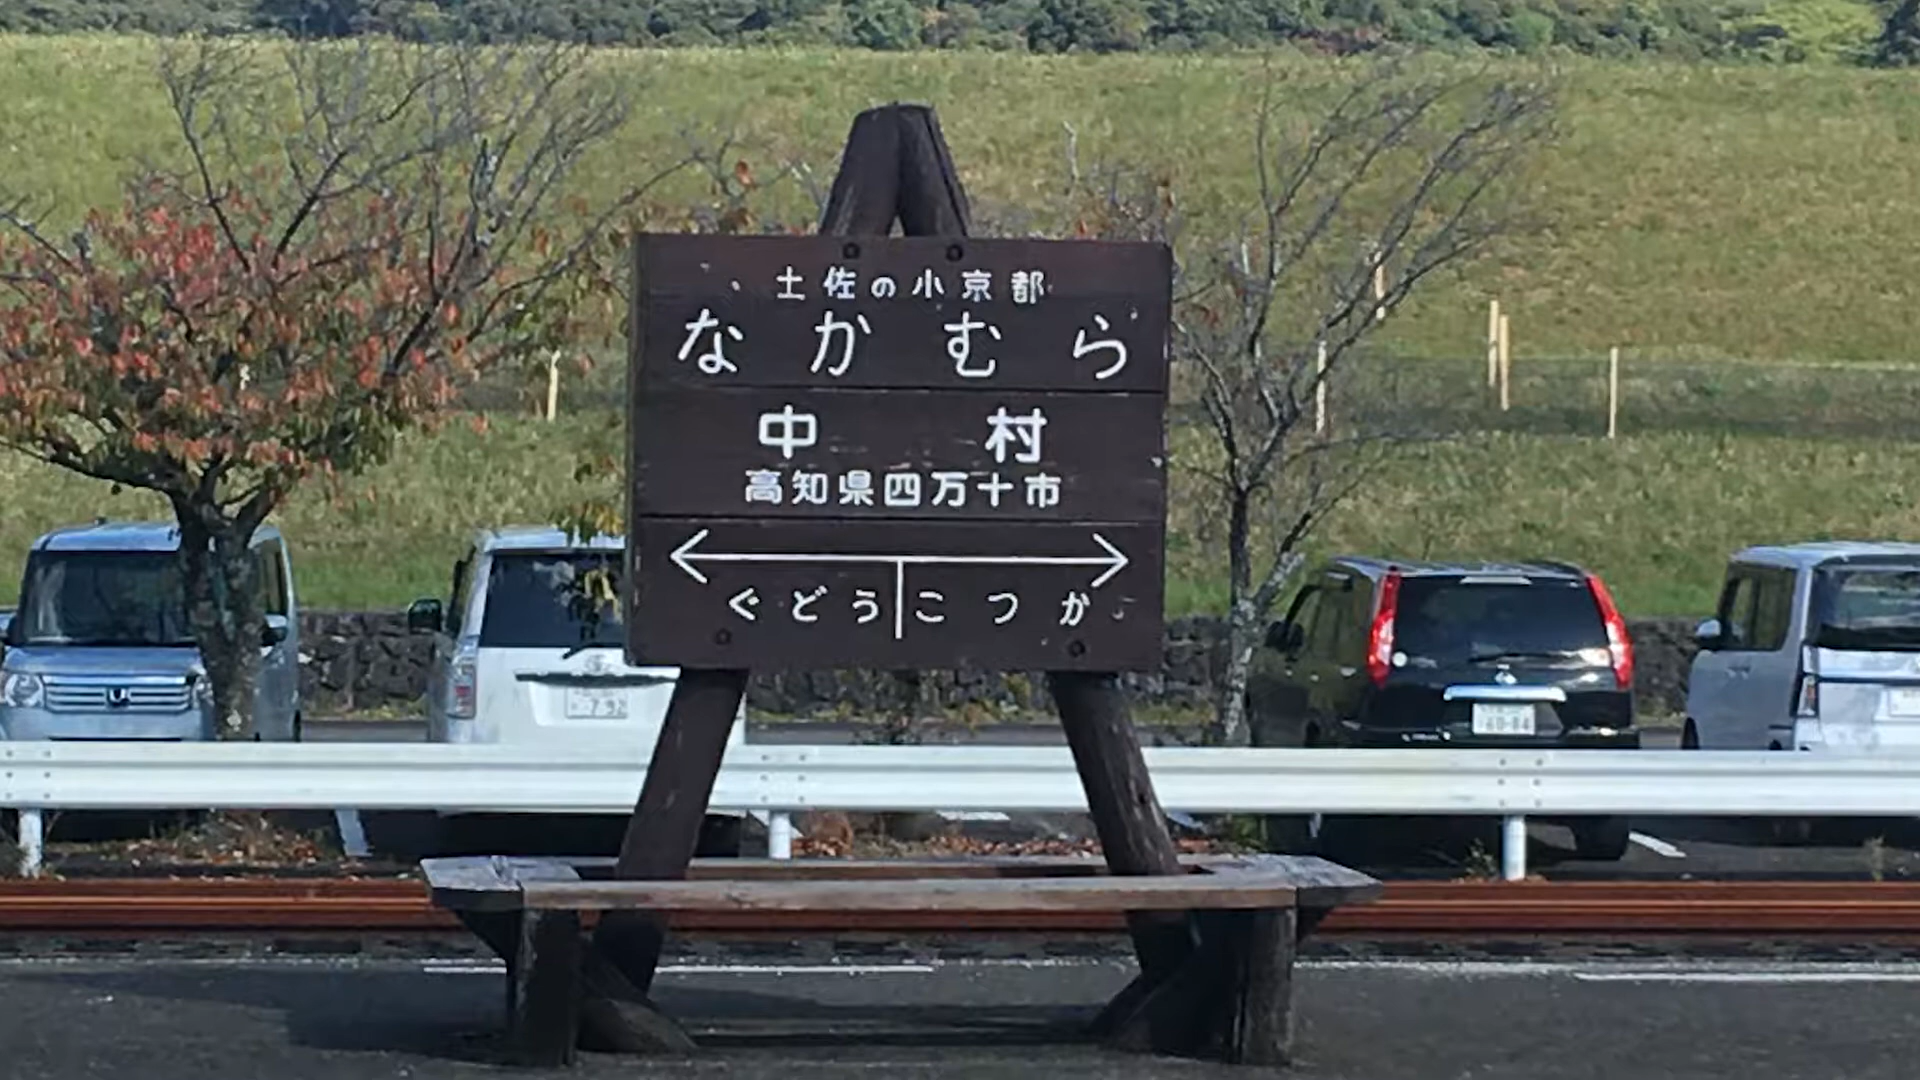 土佐の小京都
なかむら
中村
高知県四万十市
ぐどう こつか